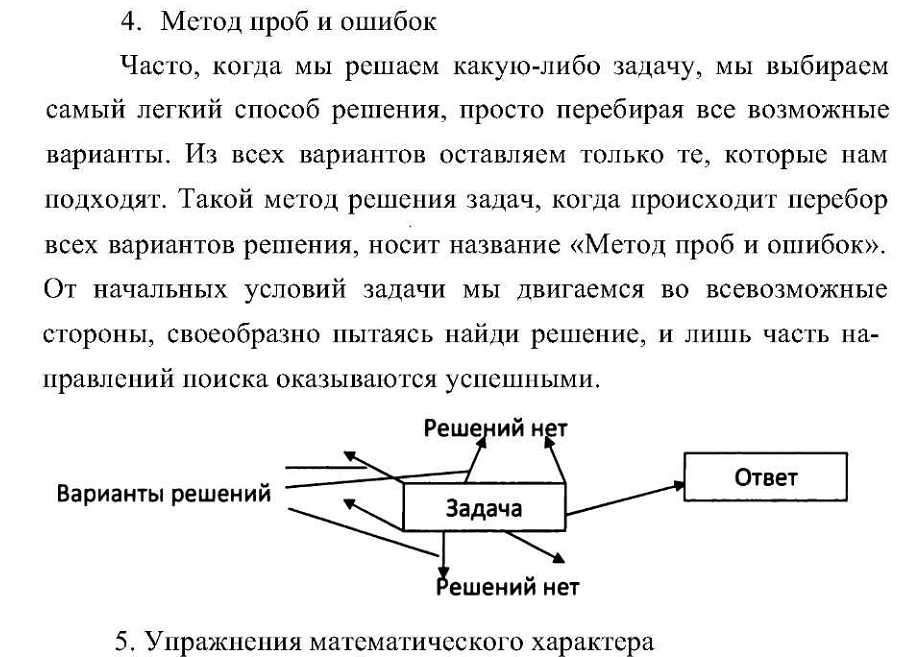 4. Метод проб и ошибок
Часто, когда мы решаем какую-либо задачу, мы выбираем
самый легкий способ решения, просто перебирая все возможные
варианты. Из всех вариантов оставляем только те, которые нам
подходят. Такой метод решения задач, когда происходит перебор
всех вариантов решения, носит название «Метод проб и ошибок».
От начальных условий задачи мы двигаемся во всевозможные
стороны, своеобразно пытаясь найди решение, и лишь часть на-
правлений поиска оказываются успешными.
Решений нет
Ответ
Варианты решений
Задача
Решений нет
5. Упражнения математического характера